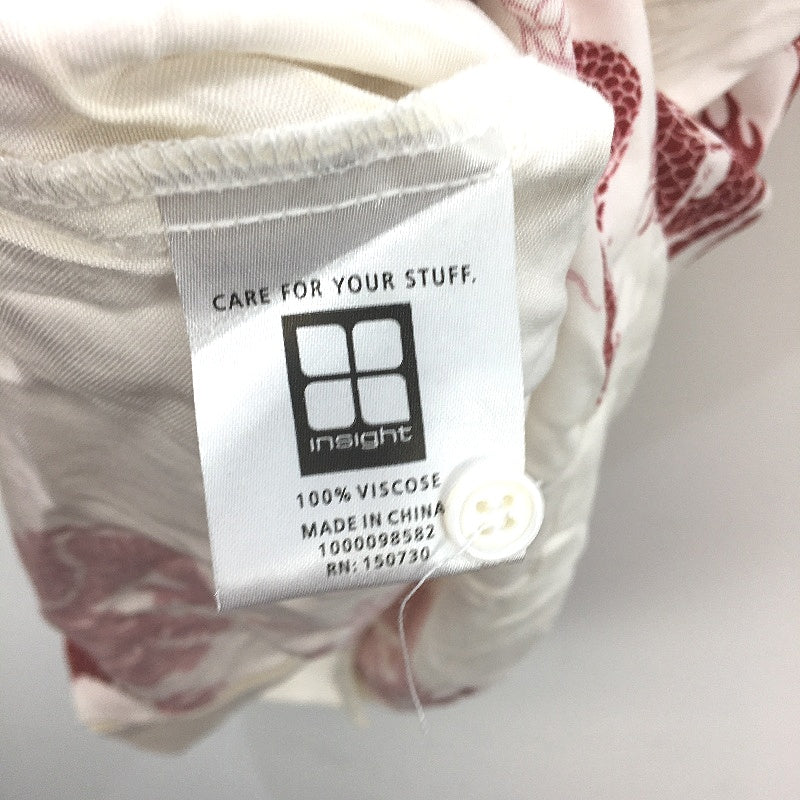 CARE FOR YOUR STUFF.
insight
100% VISCOSE
MADE IN CHINA
1000098582
RN: 150730